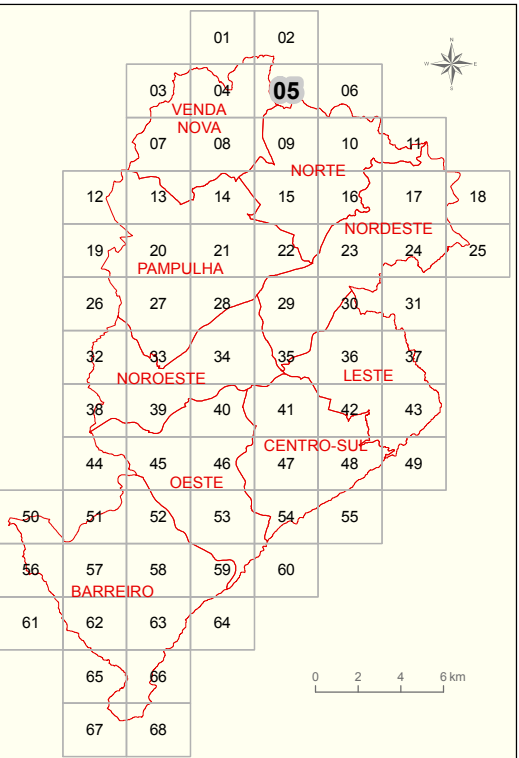 01 02
N
W E
S
03 04 05 06
VENDA
NOVA
07 08 09 10 11
NORTE
12 13 14 15 16 17 18
NORDESTE
19 20 21 22 23 24 25
PAMPULHA
26 27 28 29 30 31
32 33 34 35 36 37
NOROESTE LESTE
38 39 40 41 42 43
CENTRO-SUL
44 45 46 47 48 49
OESTE
50 51 52 53 54 55
56 57 58 59 60
BARREIRO
61 62 63 64
65 66
0 2 4 6 km
67 68